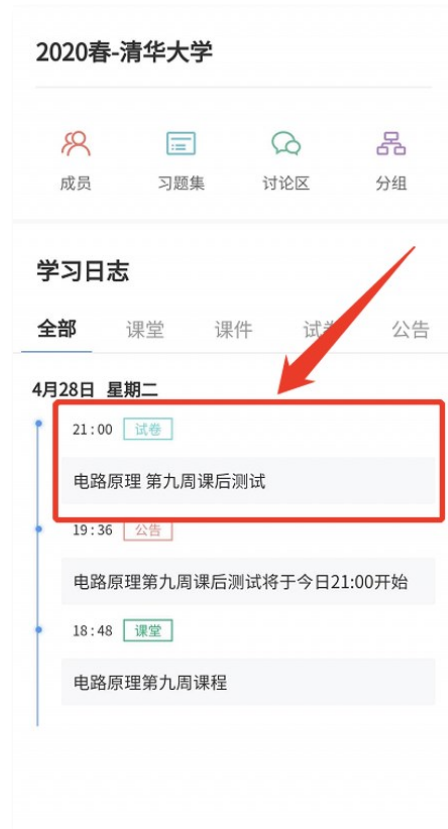 2020春-清华大学
成员 习题集 讨论区 分组
学习日志
全部 课堂 课件 试卷 公告
4月28日 星期二
21:00 试卷
电路原理 第九周课后测试
19:36 公告
电路原理第九周课后测试将于今日21:00开始
18:48 课堂
电路原理第九周课程